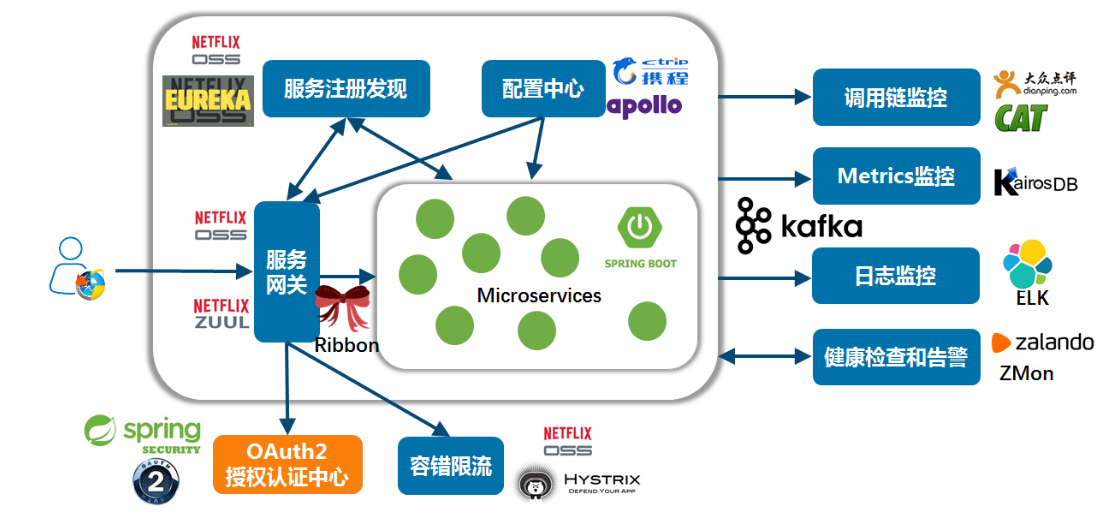 NETFLIX
OSS
NETFLIX
EUREKA
OSS
服务注册发现
配置中心
ctrip
携程
apollo
调用链监控
大众点评
dianping.com
CAT
Metrics监控
KairosDB
NETFLIX
OSS
服务
网关
NETFLIX
ZUUL
Ribbon
SPRING BOOT
Microservices
kafka
日志监控
ELK
健康检查和告警
zalando
ZMon
spring
SECURITY
OAUTH
2
OAuth2
授权认证中心
容错限流
NETFLIX
OSS
HYSTRIX
DEFEND YOUR APP